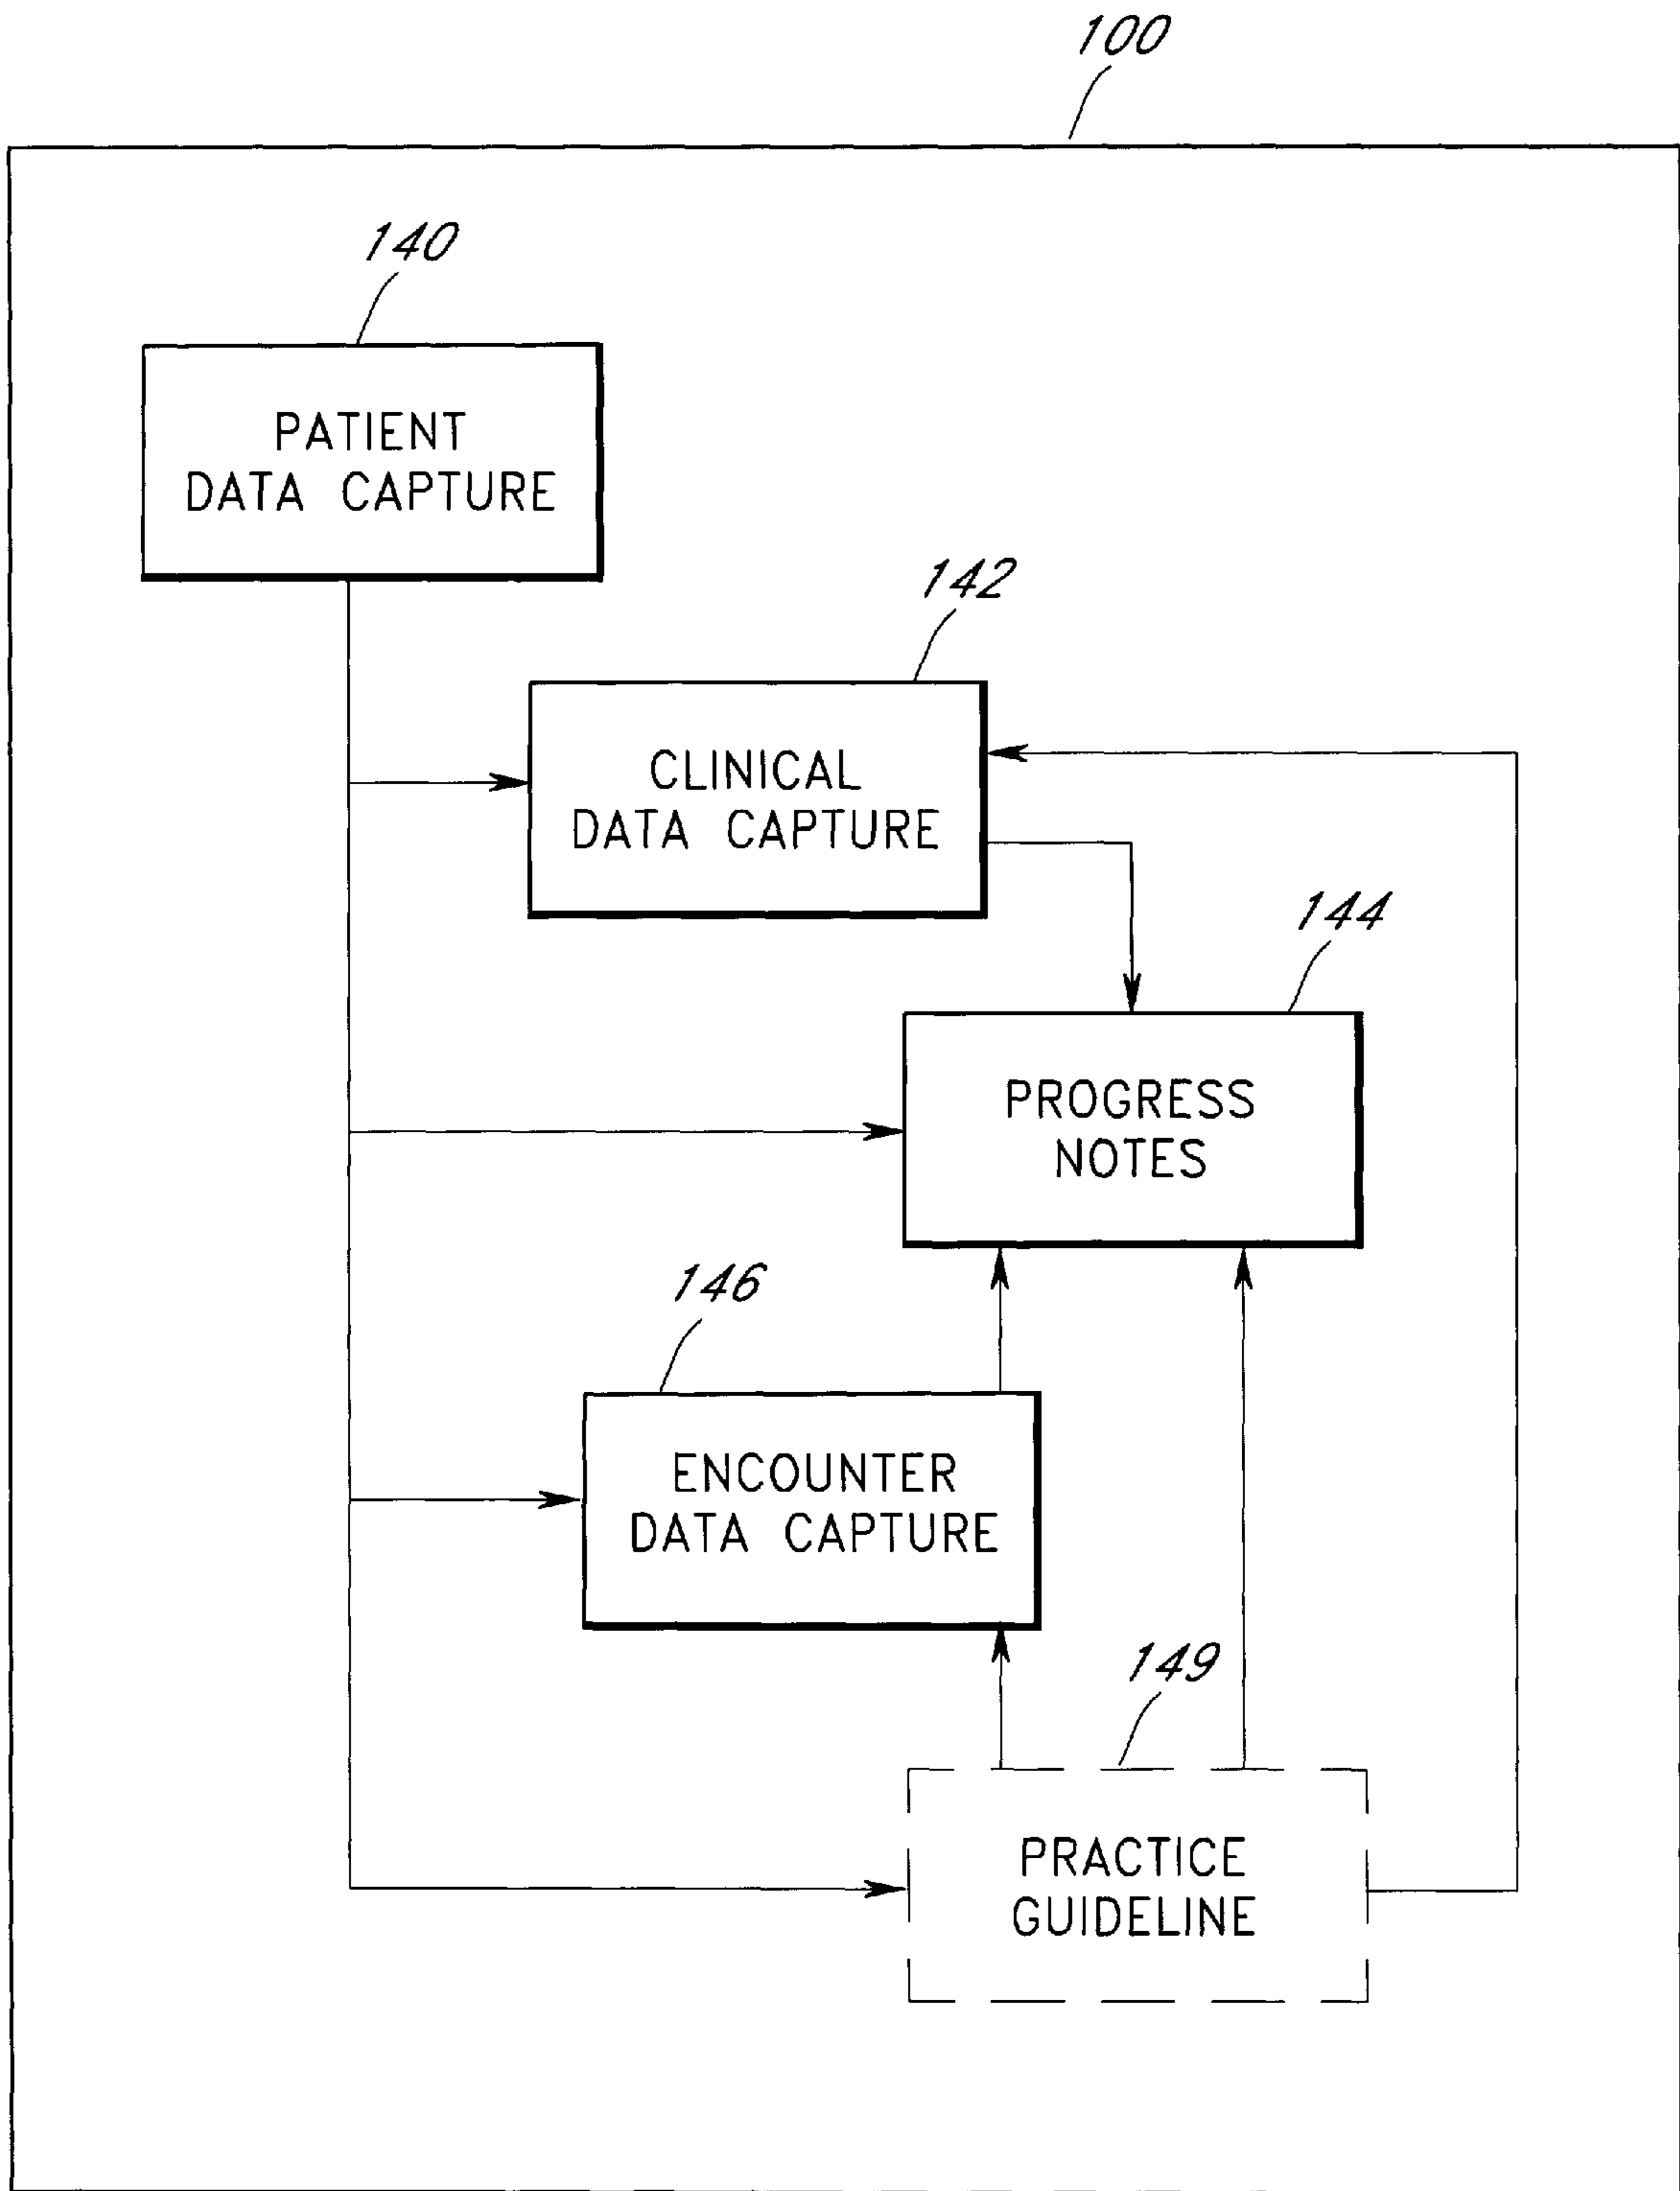 100
140
PATIENT
DATA CAPTURE
142
CLINICAL
DATA CAPTURE
144
PROGRESS
NOTES
146
ENCOUNTER
DATA CAPTURE
149
PRACTICE
GUIDELINE